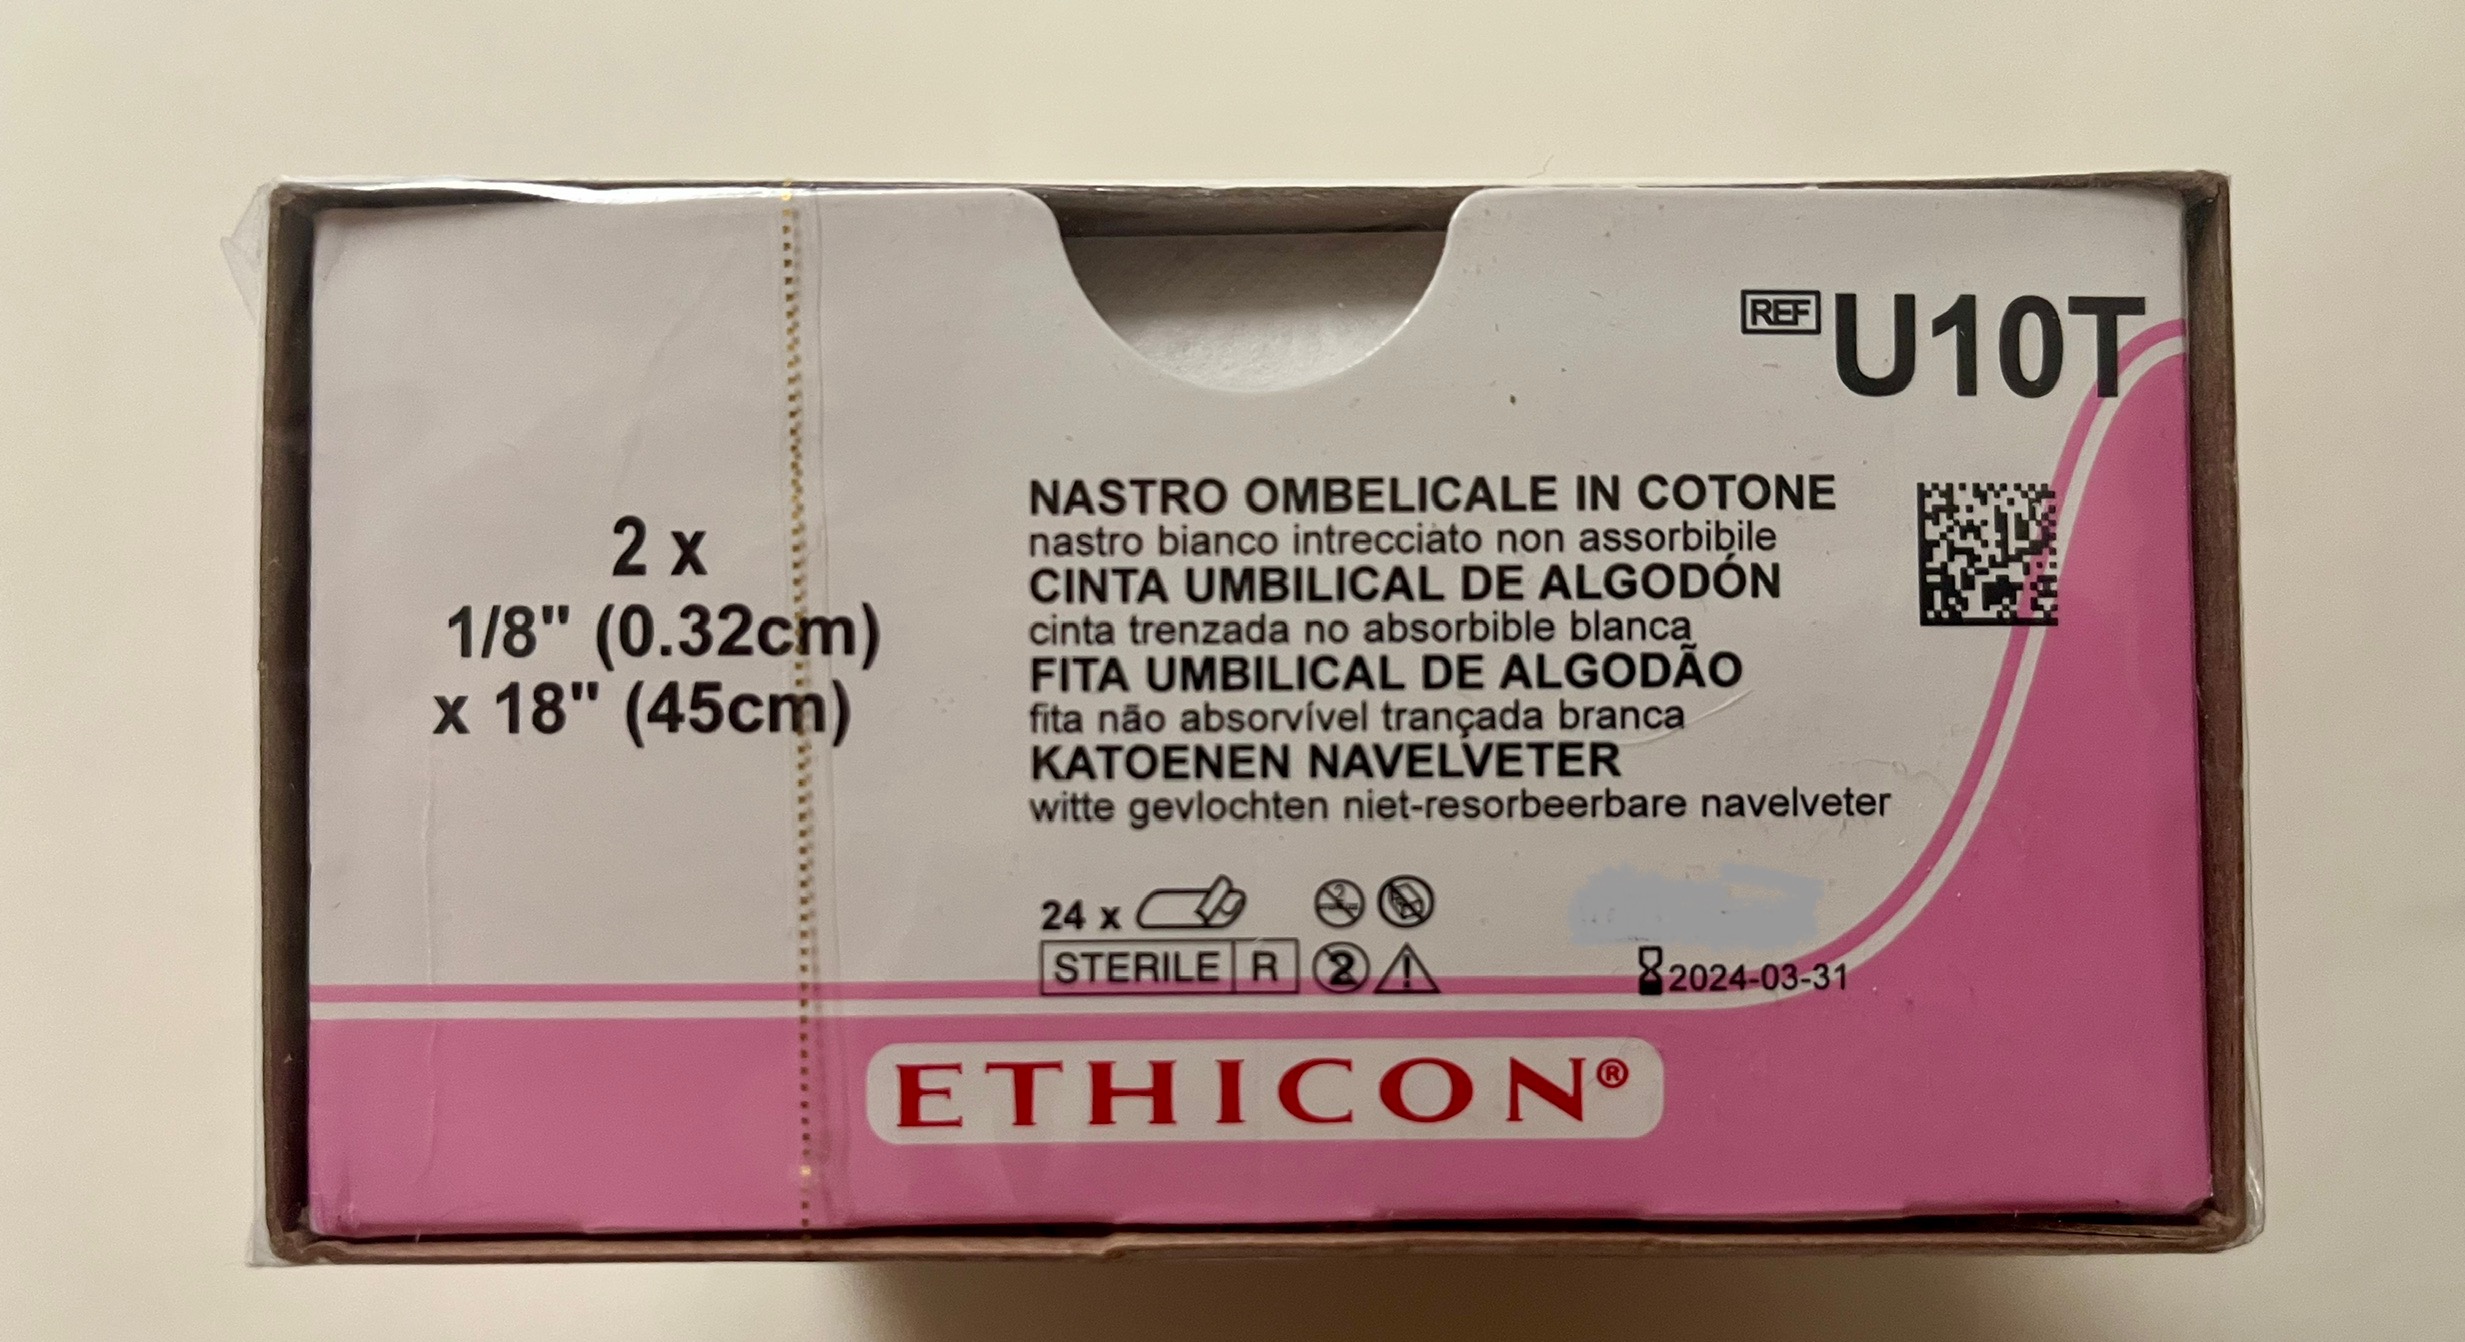 REF U10T
2 x
1/8" (0.32cm)
x 18" (45cm)
NASTRO OMBELICALE IN COTONE
nastro bianco intrecciato non assorbibile
CINTA UMBILICAL DE ALGODÓN
cinta trenzada no absorbible blanca
FITA UMBILICAL DE ALGODÃO
fita não absorvível trançada branca
KATOENEN NAVELVETER
witte gevlochten niet-resorbeerbare navelveter
24 x
STERILE R 2
2024-03-31
ETHICON®